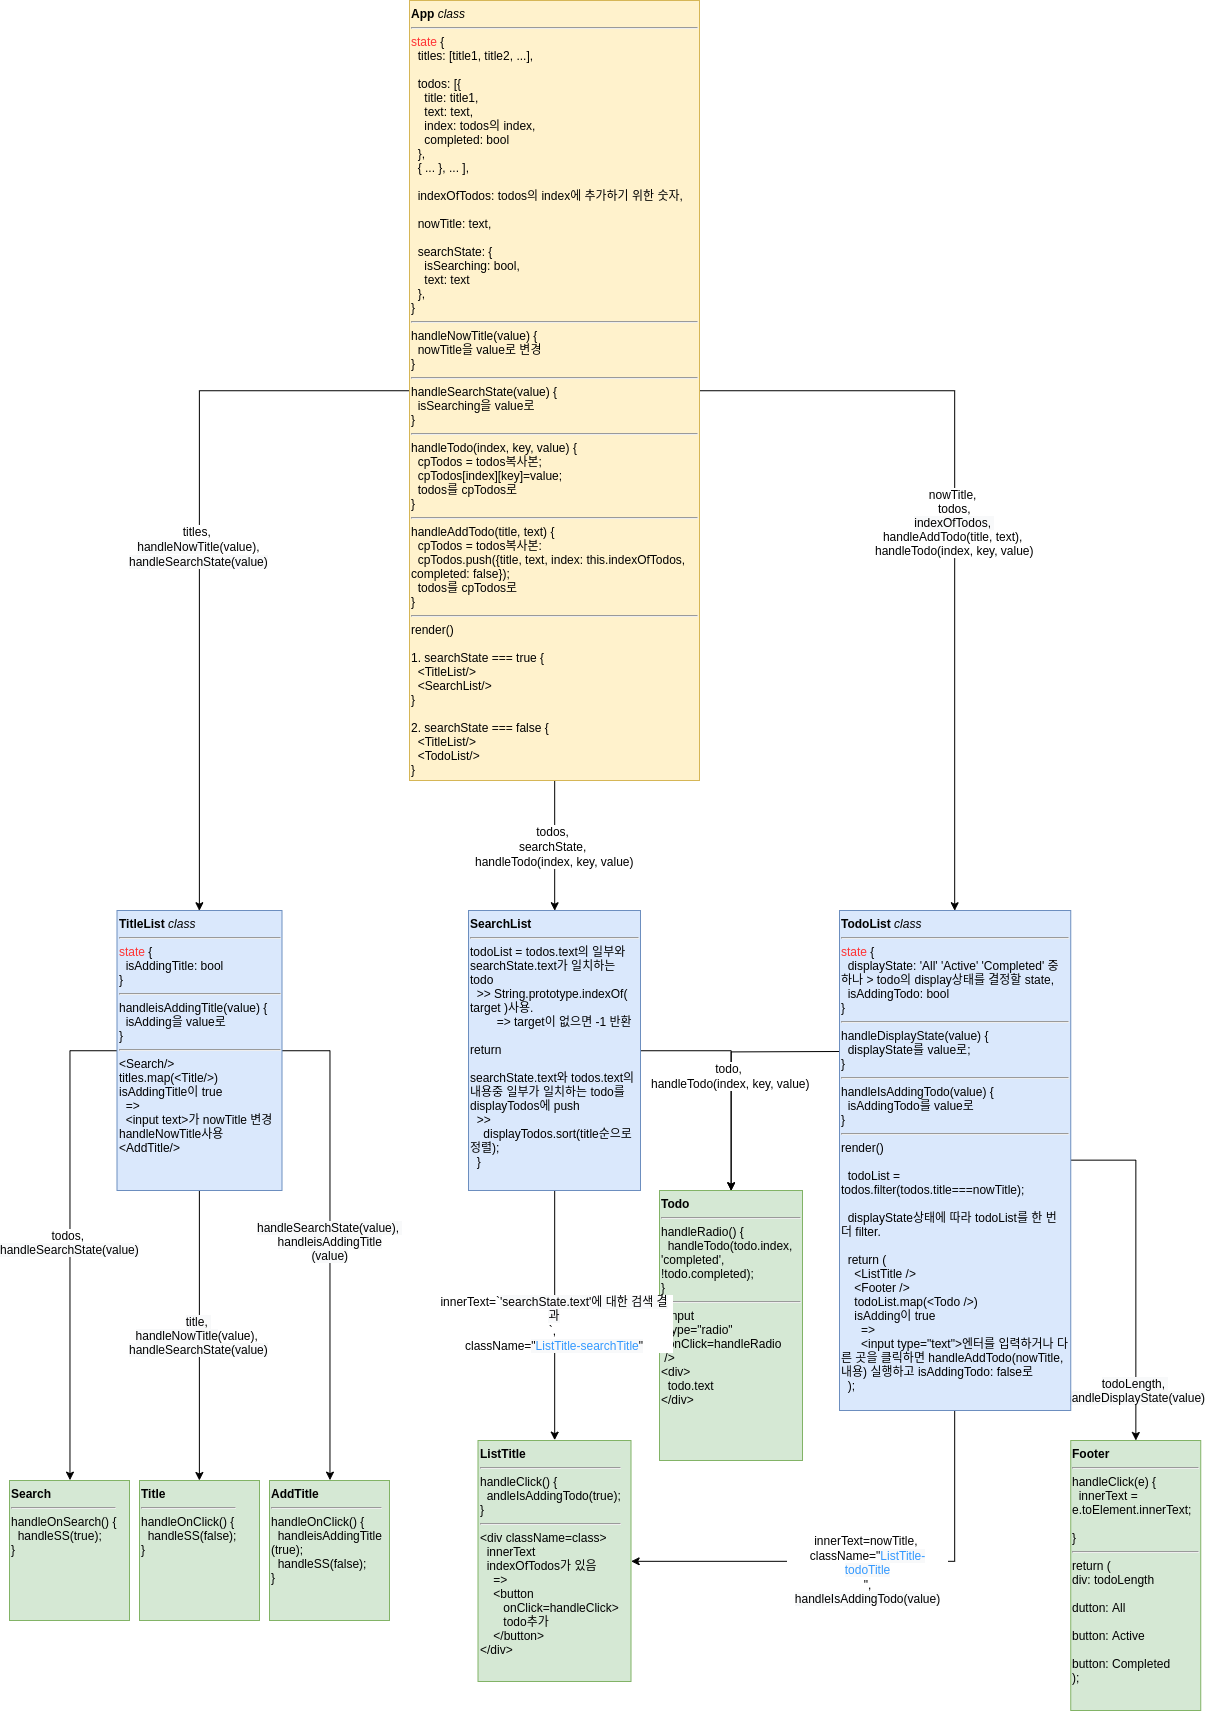 App class
state {
titles: [title1, title2, ...],
todos: [{
title: title1,
text: text,
index: todos의 index,
completed: bool
},
{ ... }, ... ],
indexOfTodos: todos의 index에 추가하기 위한 숫자,
nowTitle: text,
searchState: {
isSearching: bool,
text: text
},
}
handleNowTitle(value) {
nowTitle을 value로 변경
}
handleSearchState(value) {
isSearching을 value로
}
handleTodo(index, key, value) {
cpTodos = todos복사본;
cpTodos[index][key]=value;
todos를 cpTodos로
}
handleAddTodo(title, text) {
cpTodos = todos복사본:
cpTodos.push({title, text, index: this.indexOfTodos,
completed: false});
todos를 cpTodos로
}
render()
1. searchState === true {
<TitleList/>
<SearchList/>
}
2. searchState === false {
<TitleList/>
<TodoList/>
}
titles,
handleNowTitle(value),
handleSearchState(value)
nowTitle,
todos,
indexOfTodos,
handleAddTodo(title, text),
handleTodo(index, key, value)
todos,
searchState,
handleTodo(index, key, value)
TitleList class
state {
isAddingTitle: bool
}
handleisAddingTitle(value) {
isAdding을 value로
}
<Search/>
titles.map(<Title/>)
isAddingTitle이 true
=>
<input text>가 nowTitle 변경
handleNowTitle사용
<AddTitle/>
SearchList
todoList = todos.text의 일부와
searchState.text가 일치하는
todo
>> String.prototype.indexOf(
target )사용.
=> target이 없으면 -1 반환
return
searchState.text와 todos.text의
내용중 일부가 일치하는 todo를
displayTodos에 push
>>
displayTodos.sort(title순으로
정렬);
}
todo,
handleTodo(index, key, value)
TodoList class
state {
displayState: 'All' 'Active' 'Completed' 중
하나 > todo의 display상태를 결정할 state,
isAddingTodo: bool
}
handleDisplayState(value) {
displayState를 value로;
}
handleIsAddingTodo(value) {
isAddingTodo를 value로
}
render()
todoList =
todos.filter(todos.title===nowTitle);
displayState상태에 따라 todoList를 한 번
더 filter.
return (
<ListTitle />
<Footer />
todoList.map(<Todo />)
isAdding이 true
=>
<input type="text">엔터를 입력하거나 다
른 곳을 클릭하면 handleAddTodo(nowTitle,
내용) 실행하고 isAddingTodo: false로
);
todos,
handleSearchState(value)
title,
handleNowTitle(value),
handleSearchState(value)
handleSearchState(value),
handleisAddingTitle
(value)
innerText=`'searchState.text'에 대한 검색 결
과
`,
className="ListTitle-searchTitle"
Todo
handleRadio() {
handleTodo(todo.index,
'completed',
!todo.completed);
}
nput
ype="radio"
onClick=handleRadio
/>
<div>
todo.text
</div>
todoLength,
andleDisplayState(value)
Search
handleOnSearch() {
handleSS(true);
}
Title
handleOnClick() {
handleSS(false);
}
AddTitle
handleOnClick() {
handleisAddingTitle
(true);
handleSS(false);
}
ListTitle
handleClick() {
andleIsAddingTodo(true);
}
<div className=class>
innerText
indexOfTodos가 있음
=>
<button
onClick=handleClick>
todo추가
</button>
</div>
innerText=nowTitle,
className="ListTitle-
todoTitle
",
handleIsAddingTodo(value)
Footer
handleClick(e) {
innerText =
e.toElement.innerText;
}
return (
div: todoLength
dutton: All
button: Active
button: Completed
);